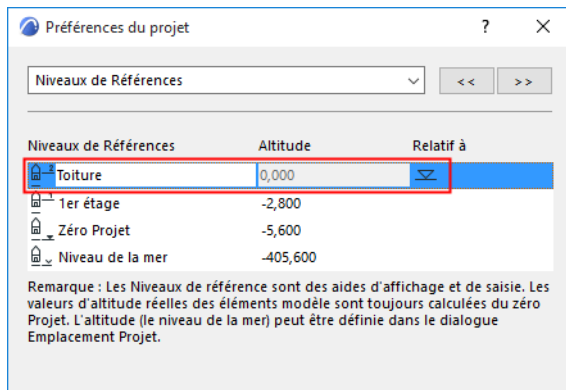 Préférences du projet ?
Niveaux de Références << >>
Niveaux de Références Altitude Relatif à
2 Toiture 0,000
1 1er étage -2,800
Zéro Projet -5,600
Niveau de la mer -405,600
Remarque : Les Niveaux de référence sont des aides d'affichage et de saisie. Les
valeurs d'altitude réelles des éléments modèle sont toujours calculées du zéro
Projet. L'altitude (le niveau de la mer) peut être définie dans le dialogue
Emplacement Projet.